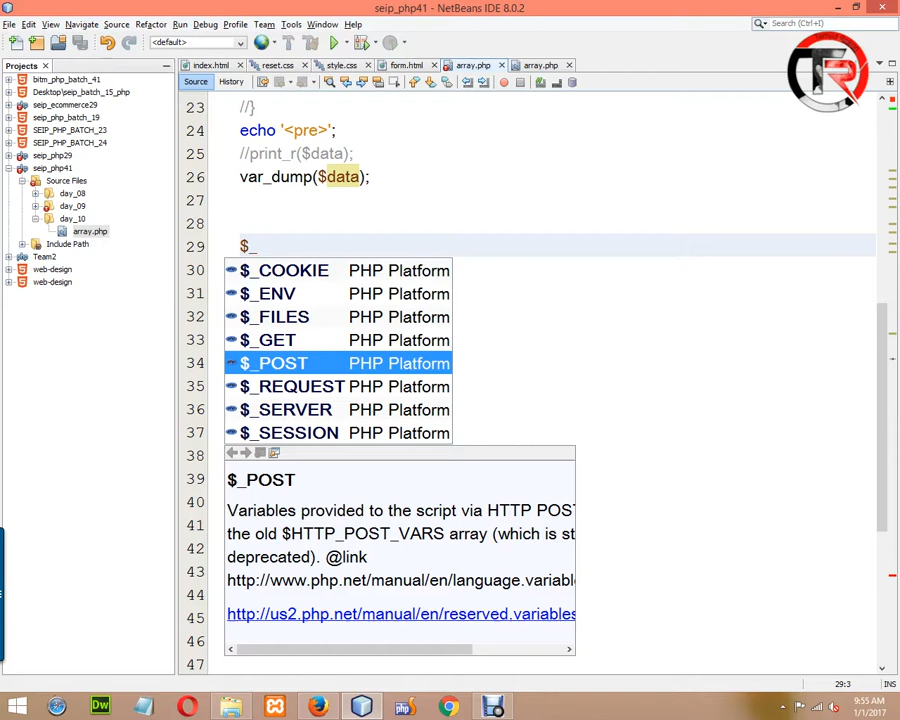 seip_php41 - NetBeans IDE 8.0.2
File Edit View Navigate Source Refactor Run Debug Profile Team Tools Window Help
Search (Ctrl+I)
<default>
Projects
index.html reset.css style.css form.html array.php array.php
Source History
bitm_php_batch_41
Desktop\seip_batch_15_php
seip_ecommerce29
seip_php_batch_19
SEIP_PHP_BATCH_23
SEIP_PHP_BATCH_24
seip_php29
seip_php41
Source Files
day_08
day_09
day_10
array.php
Include Path
Team2
web-design
web-design
23 //}
24 echo '<pre>';
25 //print_r($data);
26 var_dump($data);
27
28
29 $_
30 $_COOKIE PHP Platform
31 $_ENV PHP Platform
32 $_FILES PHP Platform
33 $_GET PHP Platform
34 $_POST PHP Platform
35 $_REQUEST PHP Platform
36 $_SERVER PHP Platform
37 $_SESSION PHP Platform
38
39 $_POST
40 Variables provided to the script via HTTP POST
41 the old $HTTP_POST_VARS array (which is st
42 deprecated). @link
43 http://www.php.net/manual/en/language.variabl
44
45 http://us2.php.net/manual/en/reserved.variables
46
47
29:3 INS
Dw
php
9:55 AM
1/1/2017